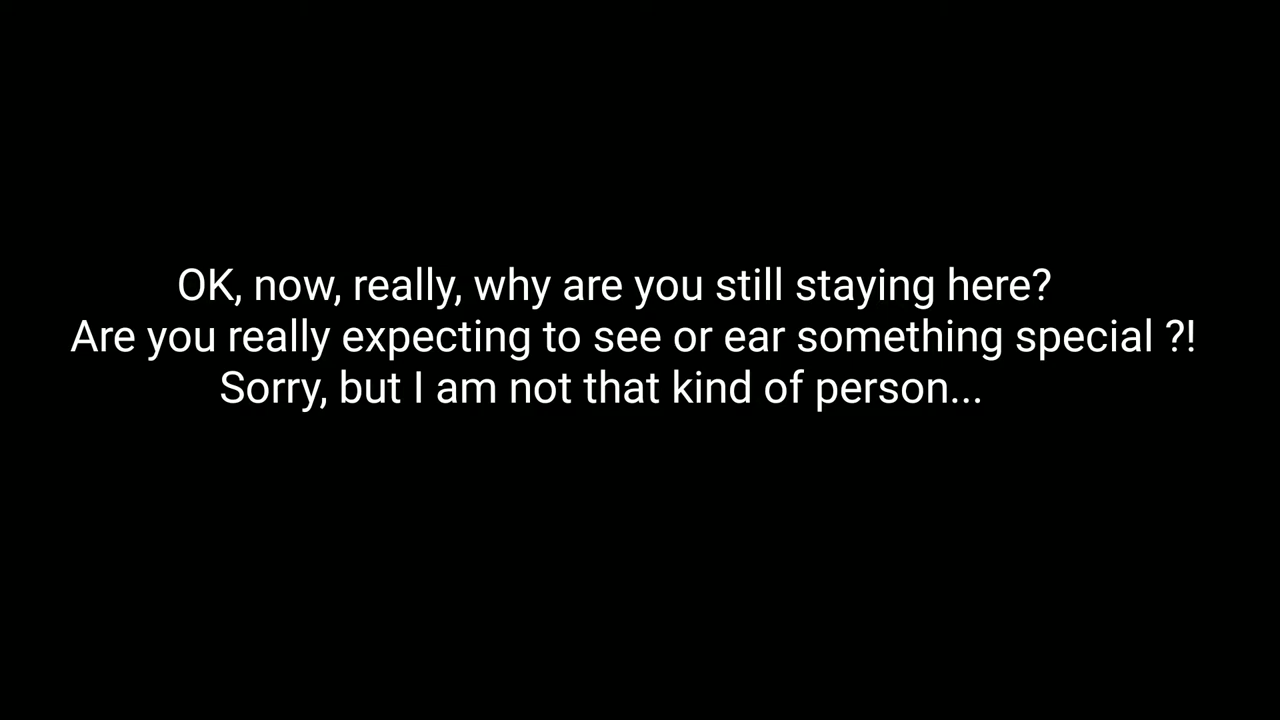 OK, now, really, why are you still staying here?
Are you really expecting to see or ear something special ?!
Sorry, but I am not that kind of person...